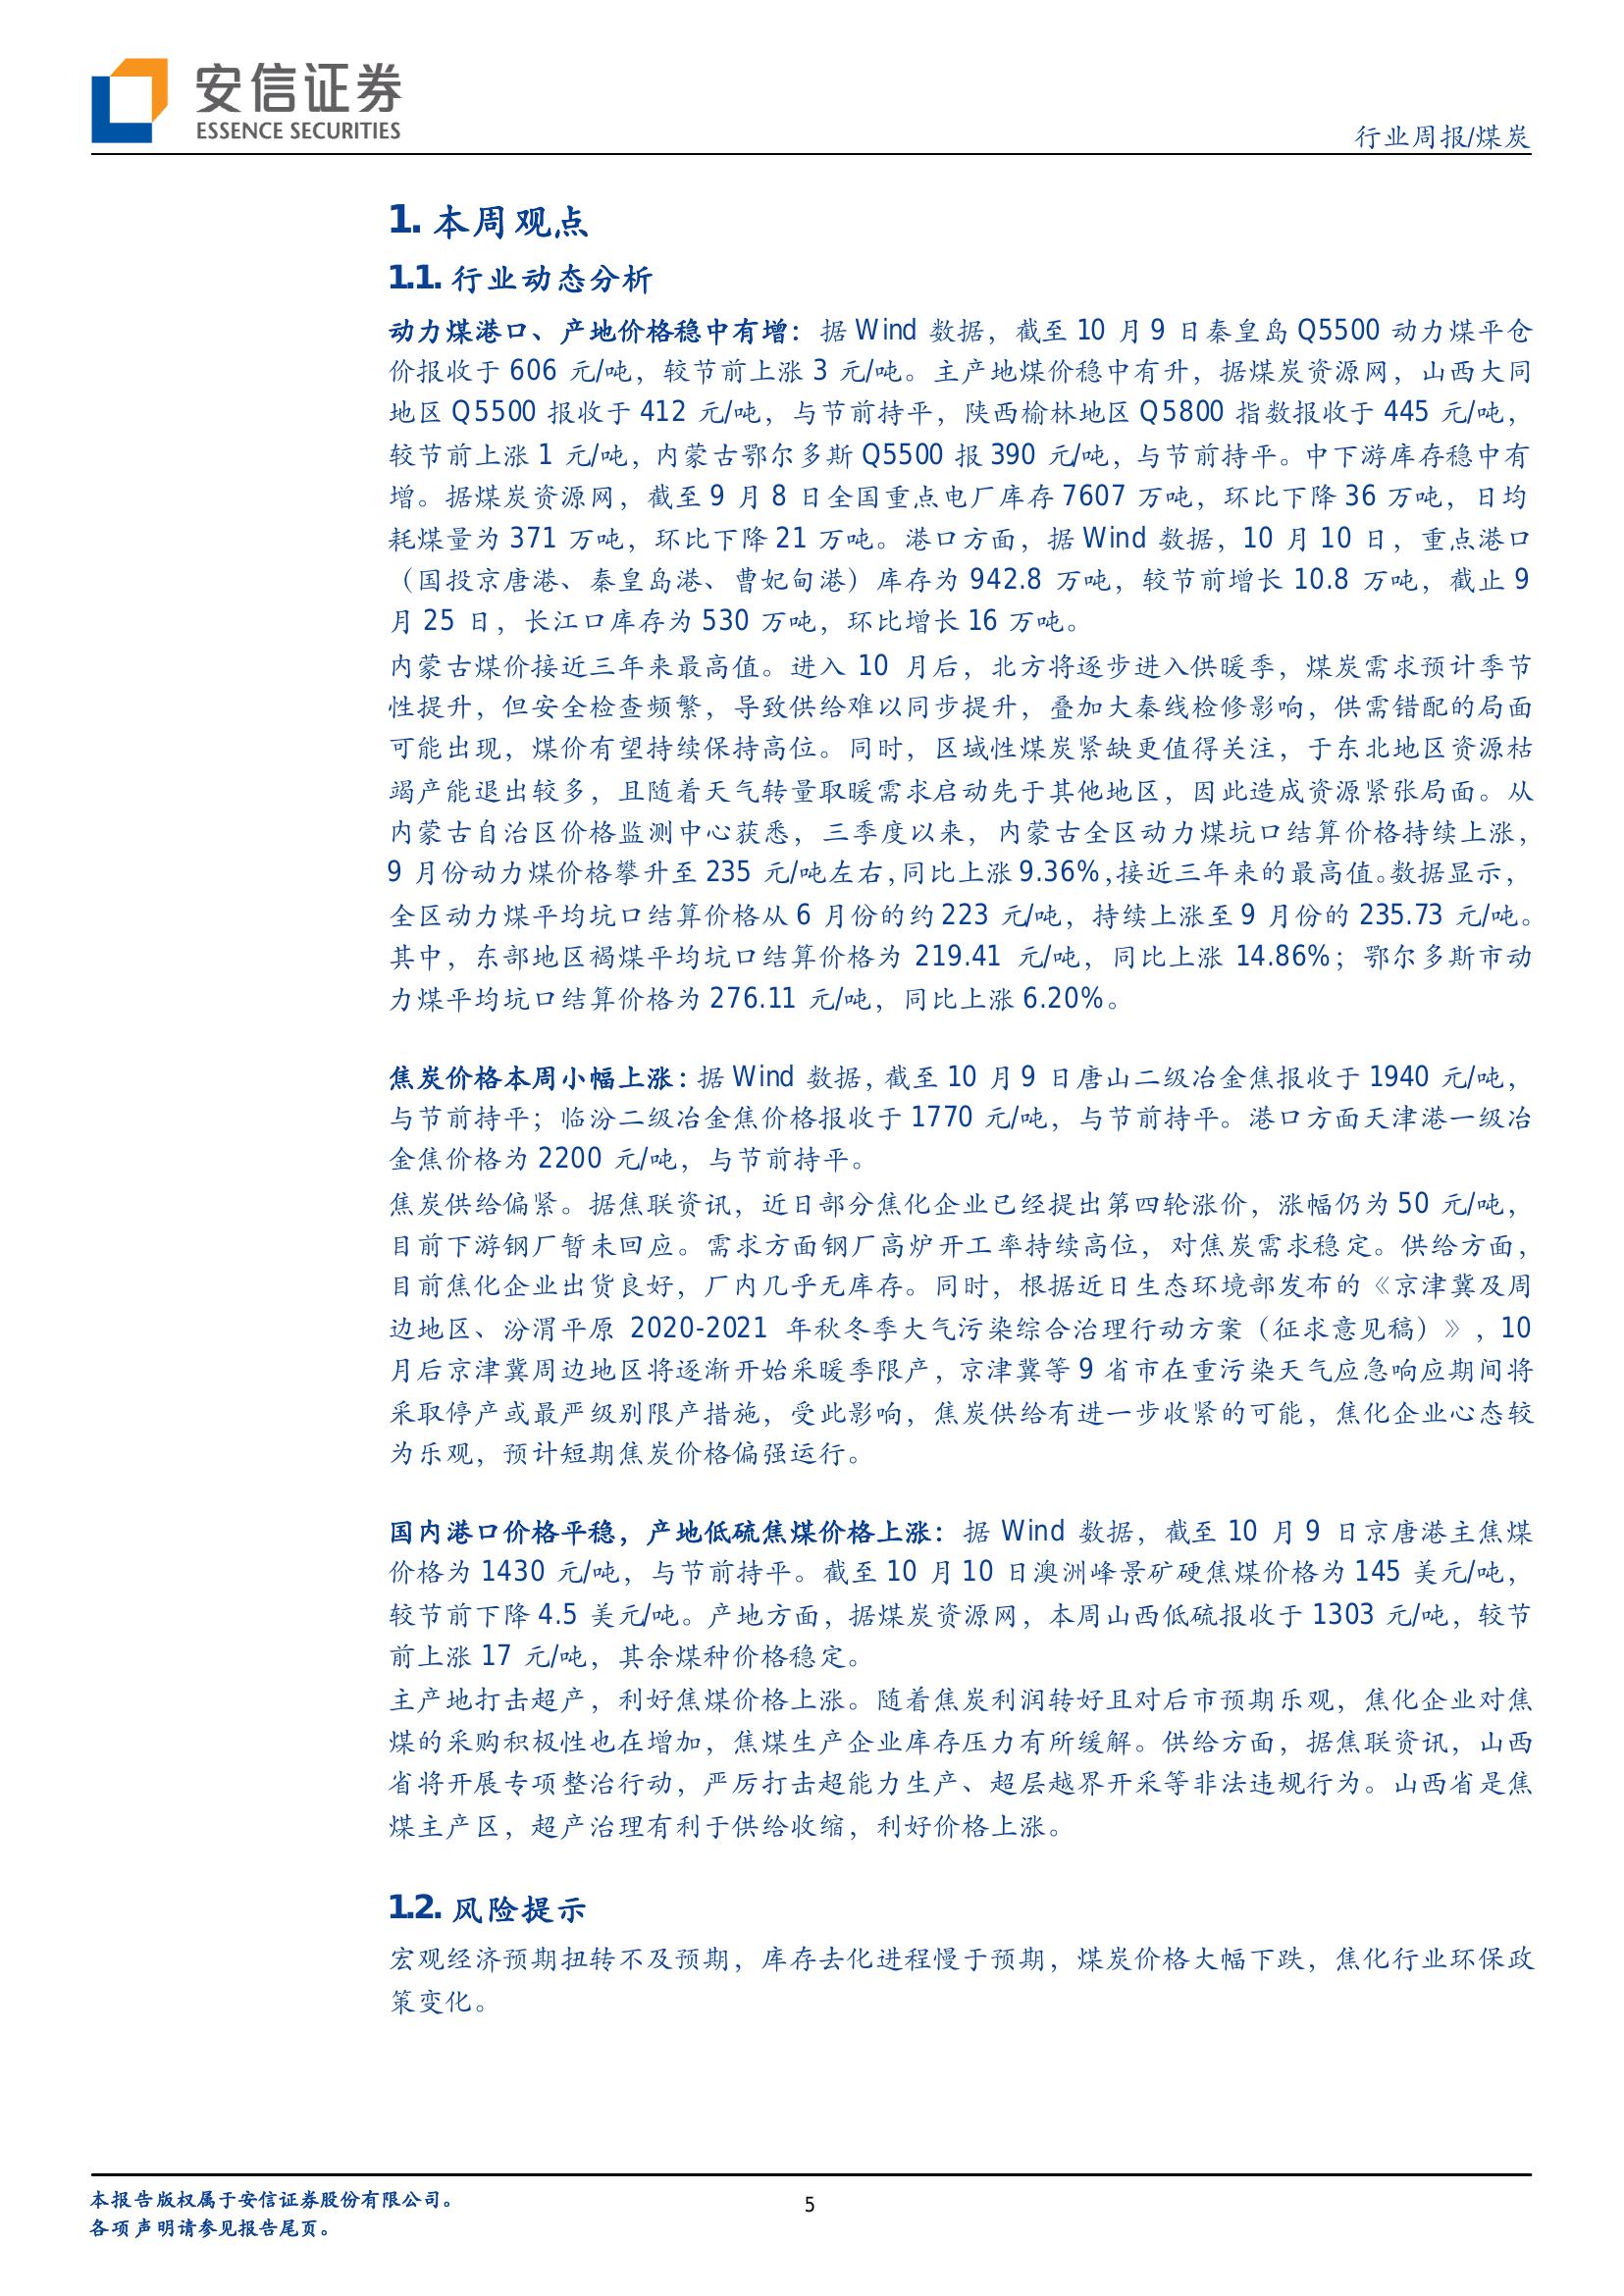 安信证券
ESSENCE SECURITIES
行业周报/煤炭
1. 本周观点
1.1. 行业动态分析
动力煤港口、产地价格稳中有增：据 Wind 数据，截至 10 月 9 日秦皇岛 Q5500 动力煤平仓
价报收于 606 元/吨，较节前上涨 3 元/吨。主产地煤价稳中有升，据煤炭资源网，山西大同
地区 Q5500 报收于 412 元/吨，与节前持平，陕西榆林地区 Q5800 指数报收于 445 元/吨，
较节前上涨 1 元/吨，内蒙古鄂尔多斯 Q5500 报 390 元/吨，与节前持平。中下游库存稳中有
增。据煤炭资源网，截至 9 月 8 日全国重点电厂库存 7607 万吨，环比下降 36 万吨，日均
耗煤量为 371 万吨，环比下降 21 万吨。港口方面，据 Wind 数据，10 月 10 日，重点港口
（国投京唐港、秦皇岛港、曹妃甸港）库存为 942.8 万吨，较节前增长 10.8 万吨，截止 9
月 25 日，长江口库存为 530 万吨，环比增长 16 万吨。
内蒙古煤价接近三年来最高值。进入 10 月后，北方将逐步进入供暖季，煤炭需求预计季节
性提升，但安全检查频繁，导致供给难以同步提升，叠加大秦线检修影响，供需错配的局面
可能出现，煤价有望持续保持高位。同时，区域性煤炭紧缺更值得关注，于东北地区资源枯
竭产能退出较多，且随着天气转量取暖需求启动先于其他地区，因此造成资源紧张局面。从
内蒙古自治区价格监测中心获悉，三季度以来，内蒙古全区动力煤坑口结算价格持续上涨，
9 月份动力煤价格攀升至 235 元/吨左右，同比上涨 9.36%，接近三年来的最高值。数据显示，
全区动力煤平均坑口结算价格从 6 月份的约 223 元/吨，持续上涨至 9 月份的 235.73 元/吨。
其中，东部地区褐煤平均坑口结算价格为 219.41 元/吨，同比上涨 14.86%；鄂尔多斯市动
力煤平均坑口结算价格为 276.11 元/吨，同比上涨 6.20%。
焦炭价格本周小幅上涨：据 Wind 数据，截至 10 月 9 日唐山二级冶金焦报收于 1940 元/吨，
与节前持平；临汾二级冶金焦价格报收于 1770 元/吨，与节前持平。港口方面天津港一级冶
金焦价格为 2200 元/吨，与节前持平。
焦炭供给偏紧。据焦联资讯，近日部分焦化企业已经提出第四轮涨价，涨幅仍为 50 元/吨，
目前下游钢厂暂未回应。需求方面钢厂高炉开工率持续高位，对焦炭需求稳定。供给方面，
目前焦化企业出货良好，厂内几乎无库存。同时，根据近日生态环境部发布的《京津冀及周
边地区、汾渭平原 2020-2021 年秋冬季大气污染综合治理行动方案（征求意见稿）》，10
月后京津冀周边地区将逐渐开始采暖季限产，京津冀等 9 省市在重污染天气应急响应期间将
采取停产或最严级别限产措施，受此影响，焦炭供给有进一步收紧的可能，焦化企业心态较
为乐观，预计短期焦炭价格偏强运行。
国内港口价格平稳，产地低硫焦煤价格上涨：据 Wind 数据，截至 10 月 9 日京唐港主焦煤
价格为 1430 元/吨，与节前持平。截至 10 月 10 日澳洲峰景矿硬焦煤价格为 145 美元/吨，
较节前下降 4.5 美元/吨。产地方面，据煤炭资源网，本周山西低硫报收于 1303 元/吨，较节
前上涨 17 元/吨，其余煤种价格稳定。
主产地打击超产，利好焦煤价格上涨。随着焦炭利润转好且对后市预期乐观，焦化企业对焦
煤的采购积极性也在增加，焦煤生产企业库存压力有所缓解。供给方面，据焦联资讯，山西
省将开展专项整治行动，严厉打击超能力生产、超层越界开采等非法违规行为。山西省是焦
煤主产区，超产治理有利于供给收缩，利好价格上涨。
1.2. 风险提示
宏观经济预期扭转不及预期，库存去化进程慢于预期，煤炭价格大幅下跌，焦化行业环保政
策变化。
本报告版权属于安信证券股份有限公司。
各项声明请参见报告尾页。
5